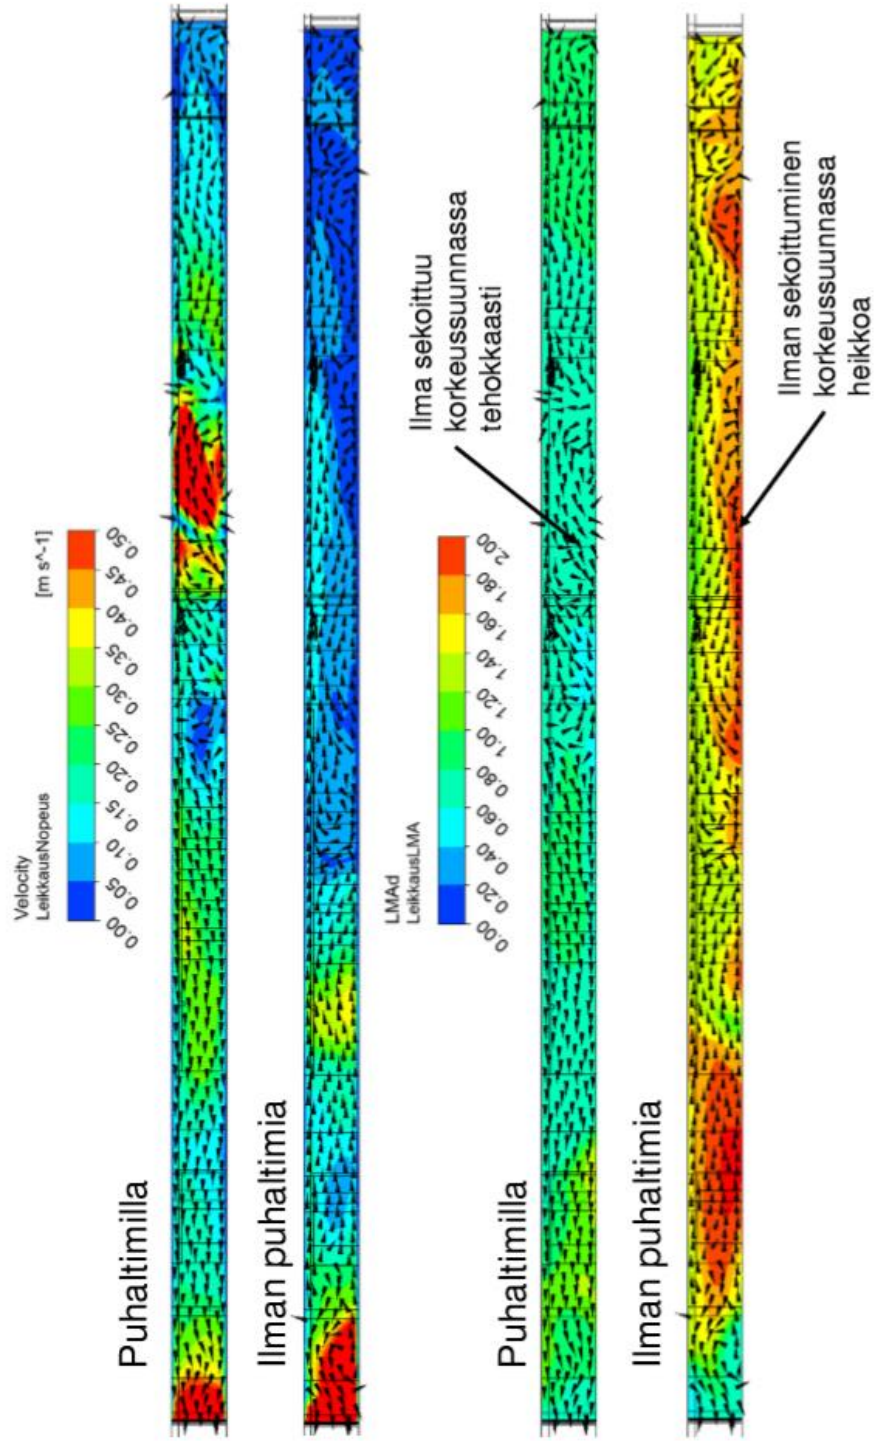 Velocity
LeikkausNopeus
[m s^-1]
0.00
0.05
0.10
0.15
0.20
0.25
0.30
0.35
0.40
0.45
0.50
Puhaltimilla
Ilman puhaltimia
LMAd
LeikkausLMA
0.00
0.20
0.40
0.60
0.80
1.00
1.20
1.40
1.60
1.80
2.00
Ilma sekoittuu
korkeussuunnassa
tehokkaasti
Puhaltimilla
Ilman puhaltimia
Ilman sekoittuminen
korkeussuunnassa
heikkoa